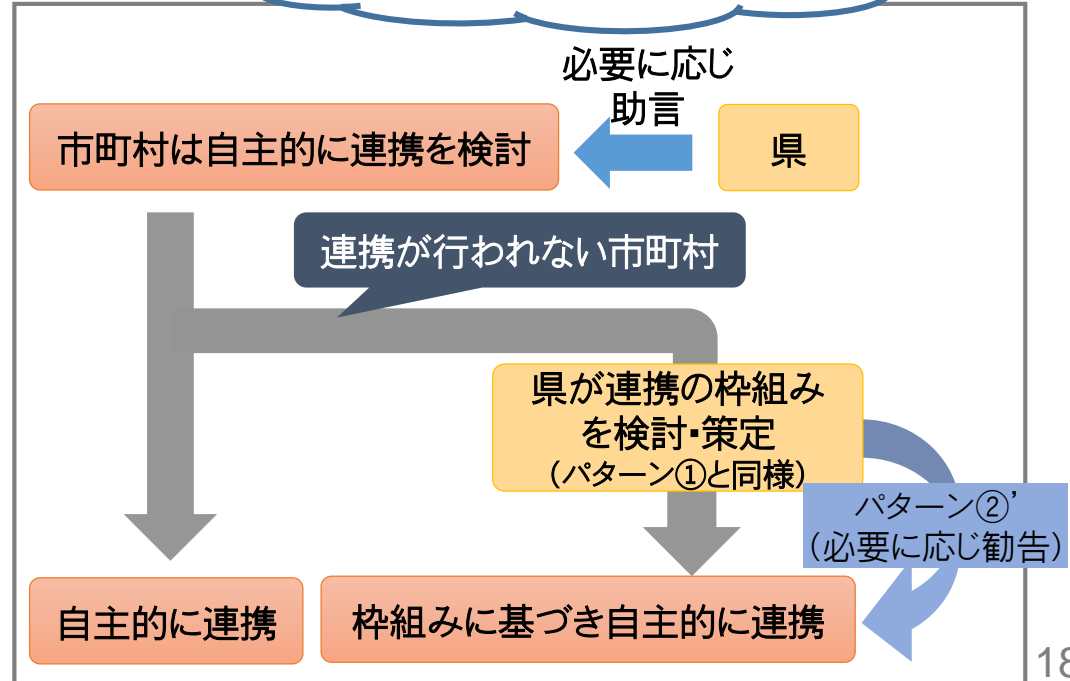 必要に応じ
助言
市町村は自主的に連携を検討
県
連携が行われない市町村
県が連携の枠組み
を検討・策定
（パターン①と同様）
パターン②’
（必要に応じ勧告）
自主的に連携
枠組みに基づき自主的に連携
18